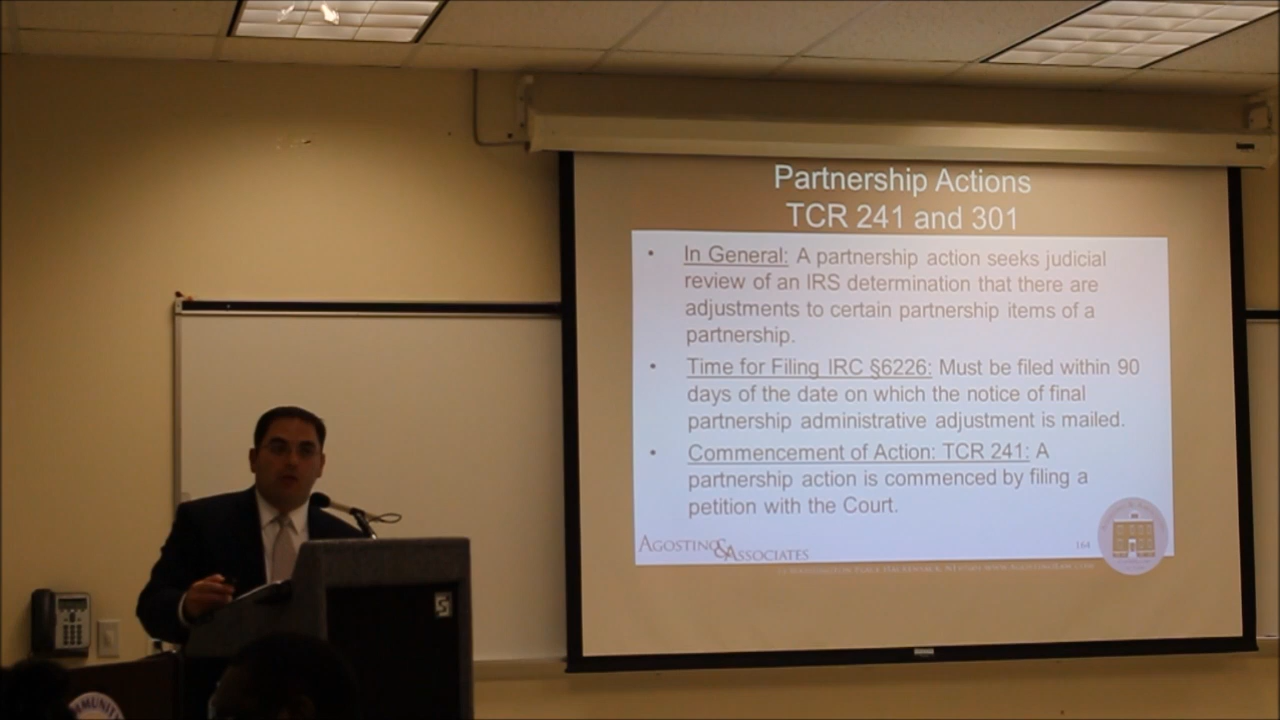 Partnership Actions
TCR 241 and 301
• In General: A partnership action seeks judicial
review of an IRS determination that there are
adjustments to certain partnership items of a
partnership.
• Time for Filing IRC §6226: Must be filed within 90
days of the date on which the notice of final
partnership administrative adjustment is mailed.
• Commencement of Action: TCR 241: A
partnership action is commenced by filing a
petition with the Court.
AGOSTINO & ASSOCIATES
164